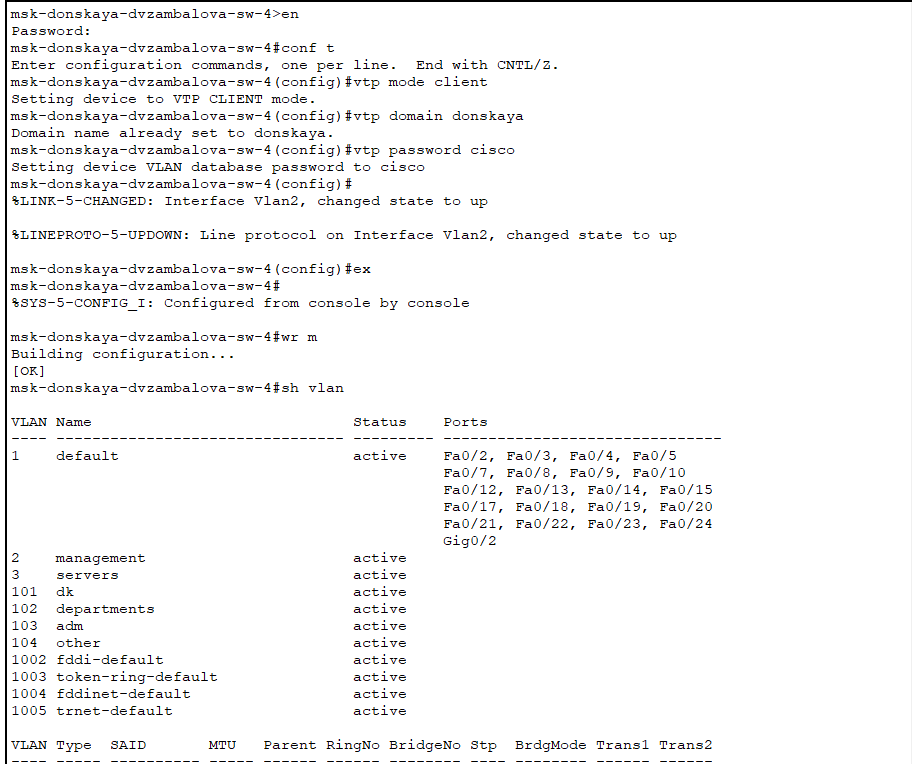 msk-donskaya-dvzambalova-sw-4>en
Password:
msk-donskaya-dvzambalova-sw-4#conf t
Enter configuration commands, one per line.  End with CNTL/Z.
msk-donskaya-dvzambalova-sw-4(config)#vtp mode client
Setting device to VTP CLIENT mode.
msk-donskaya-dvzambalova-sw-4(config)#vtp domain donskaya
Domain name already set to donskaya.
msk-donskaya-dvzambalova-sw-4(config)#vtp password cisco
Setting device VLAN database password to cisco
msk-donskaya-dvzambalova-sw-4(config)#
%LINK-5-CHANGED: Interface Vlan2, changed state to up

%LINEPROTO-5-UPDOWN: Line protocol on Interface Vlan2, changed state to up

msk-donskaya-dvzambalova-sw-4(config)#ex
msk-donskaya-dvzambalova-sw-4#
%SYS-5-CONFIG_I: Configured from console by console

msk-donskaya-dvzambalova-sw-4#wr m
Building configuration...
[OK]
msk-donskaya-dvzambalova-sw-4#sh vlan

VLAN Name                             Status    Ports
---- -------------------------------- --------- -------------------------------
1    default                          active    Fa0/2, Fa0/3, Fa0/4, Fa0/5
                                                Fa0/7, Fa0/8, Fa0/9, Fa0/10
                                                Fa0/12, Fa0/13, Fa0/14, Fa0/15
                                                Fa0/17, Fa0/18, Fa0/19, Fa0/20
                                                Fa0/21, Fa0/22, Fa0/23, Fa0/24
                                                Gig0/2
2    management                       active
3    servers                          active
101  dk                               active
102  departments                      active
103  adm                              active
104  other                            active
1002 fddi-default                     active
1003 token-ring-default               active
1004 fddinet-default                  active
1005 trnet-default                    active

VLAN Type  SAID       MTU   Parent RingNo BridgeNo Stp  BrdgMode Trans1 Trans2
---- ----- ---------- ----- ------ ------ -------- ---- -------- ------ ------